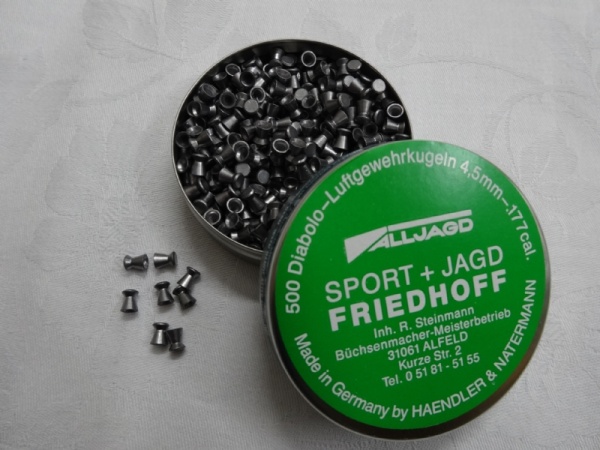 500 Diabolo-Luftgewehrkugeln 4,5mm-.177cal.
ALLJAGD
SPORT + JAGD
FRIEDHOFF
Inh. R. Steinmann
Büchsenmacher-Meisterbetrieb
31061 ALFELD
Kurze Str. 2
Tel. 0 51 81 - 51 55
Made in Germany by HAENDLER & NATERMANN